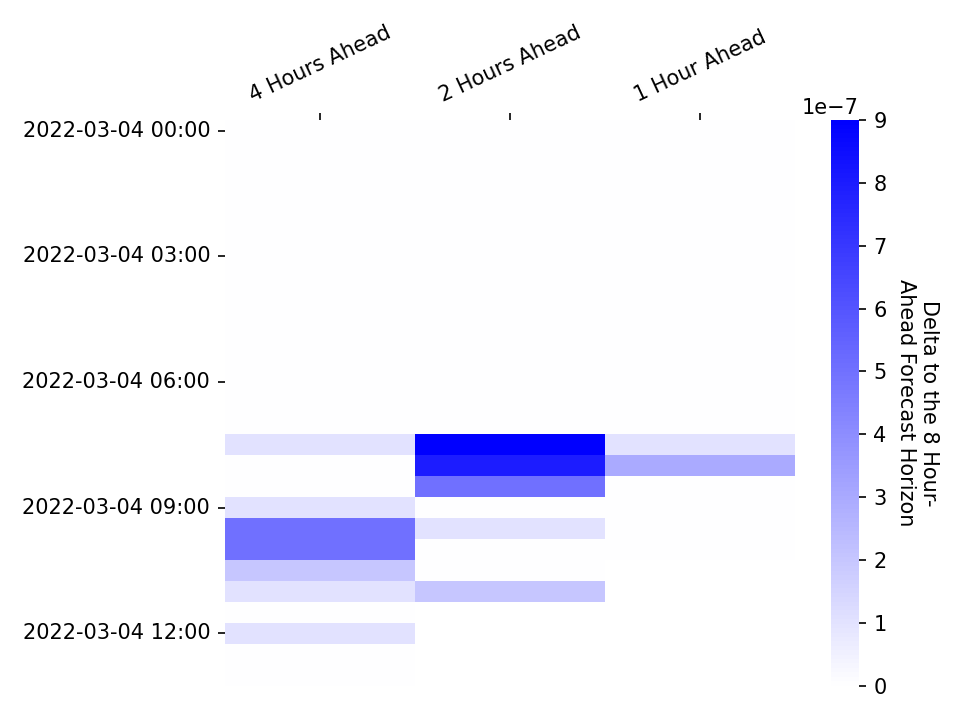 4 Hours Ahead
2 Hours Ahead
1 Hour Ahead
1e−7
2022-03-04 00:00
2022-03-04 03:00
2022-03-04 06:00
2022-03-04 09:00
2022-03-04 12:00
9
8
7
6
5
4
3
2
1
0
Delta to the 8 Hour-
Ahead Forecast Horizon